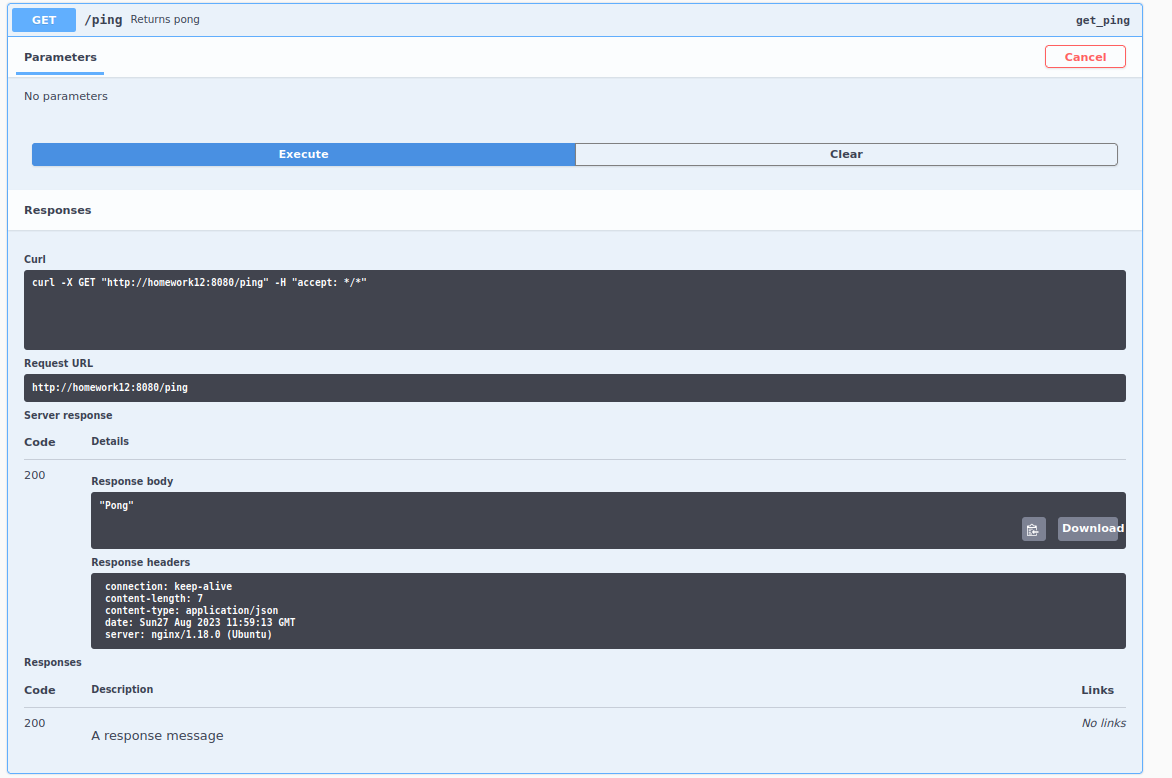 GET /ping Returns pong get_ping
Parameters Cancel
No parameters
Execute Clear
Responses
Curl
curl -X GET "http://homework12:8080/ping" -H "accept: */*"
Request URL
http://homework12:8080/ping
Server response
Code Details
200
Response body
"Pong"
Download
Response headers
connection: keep-alive
content-length: 7
content-type: application/json
date: Sun27 Aug 2023 11:59:13 GMT
server: nginx/1.18.0 (Ubuntu)
Responses
Code Description Links
200 No links
A response message